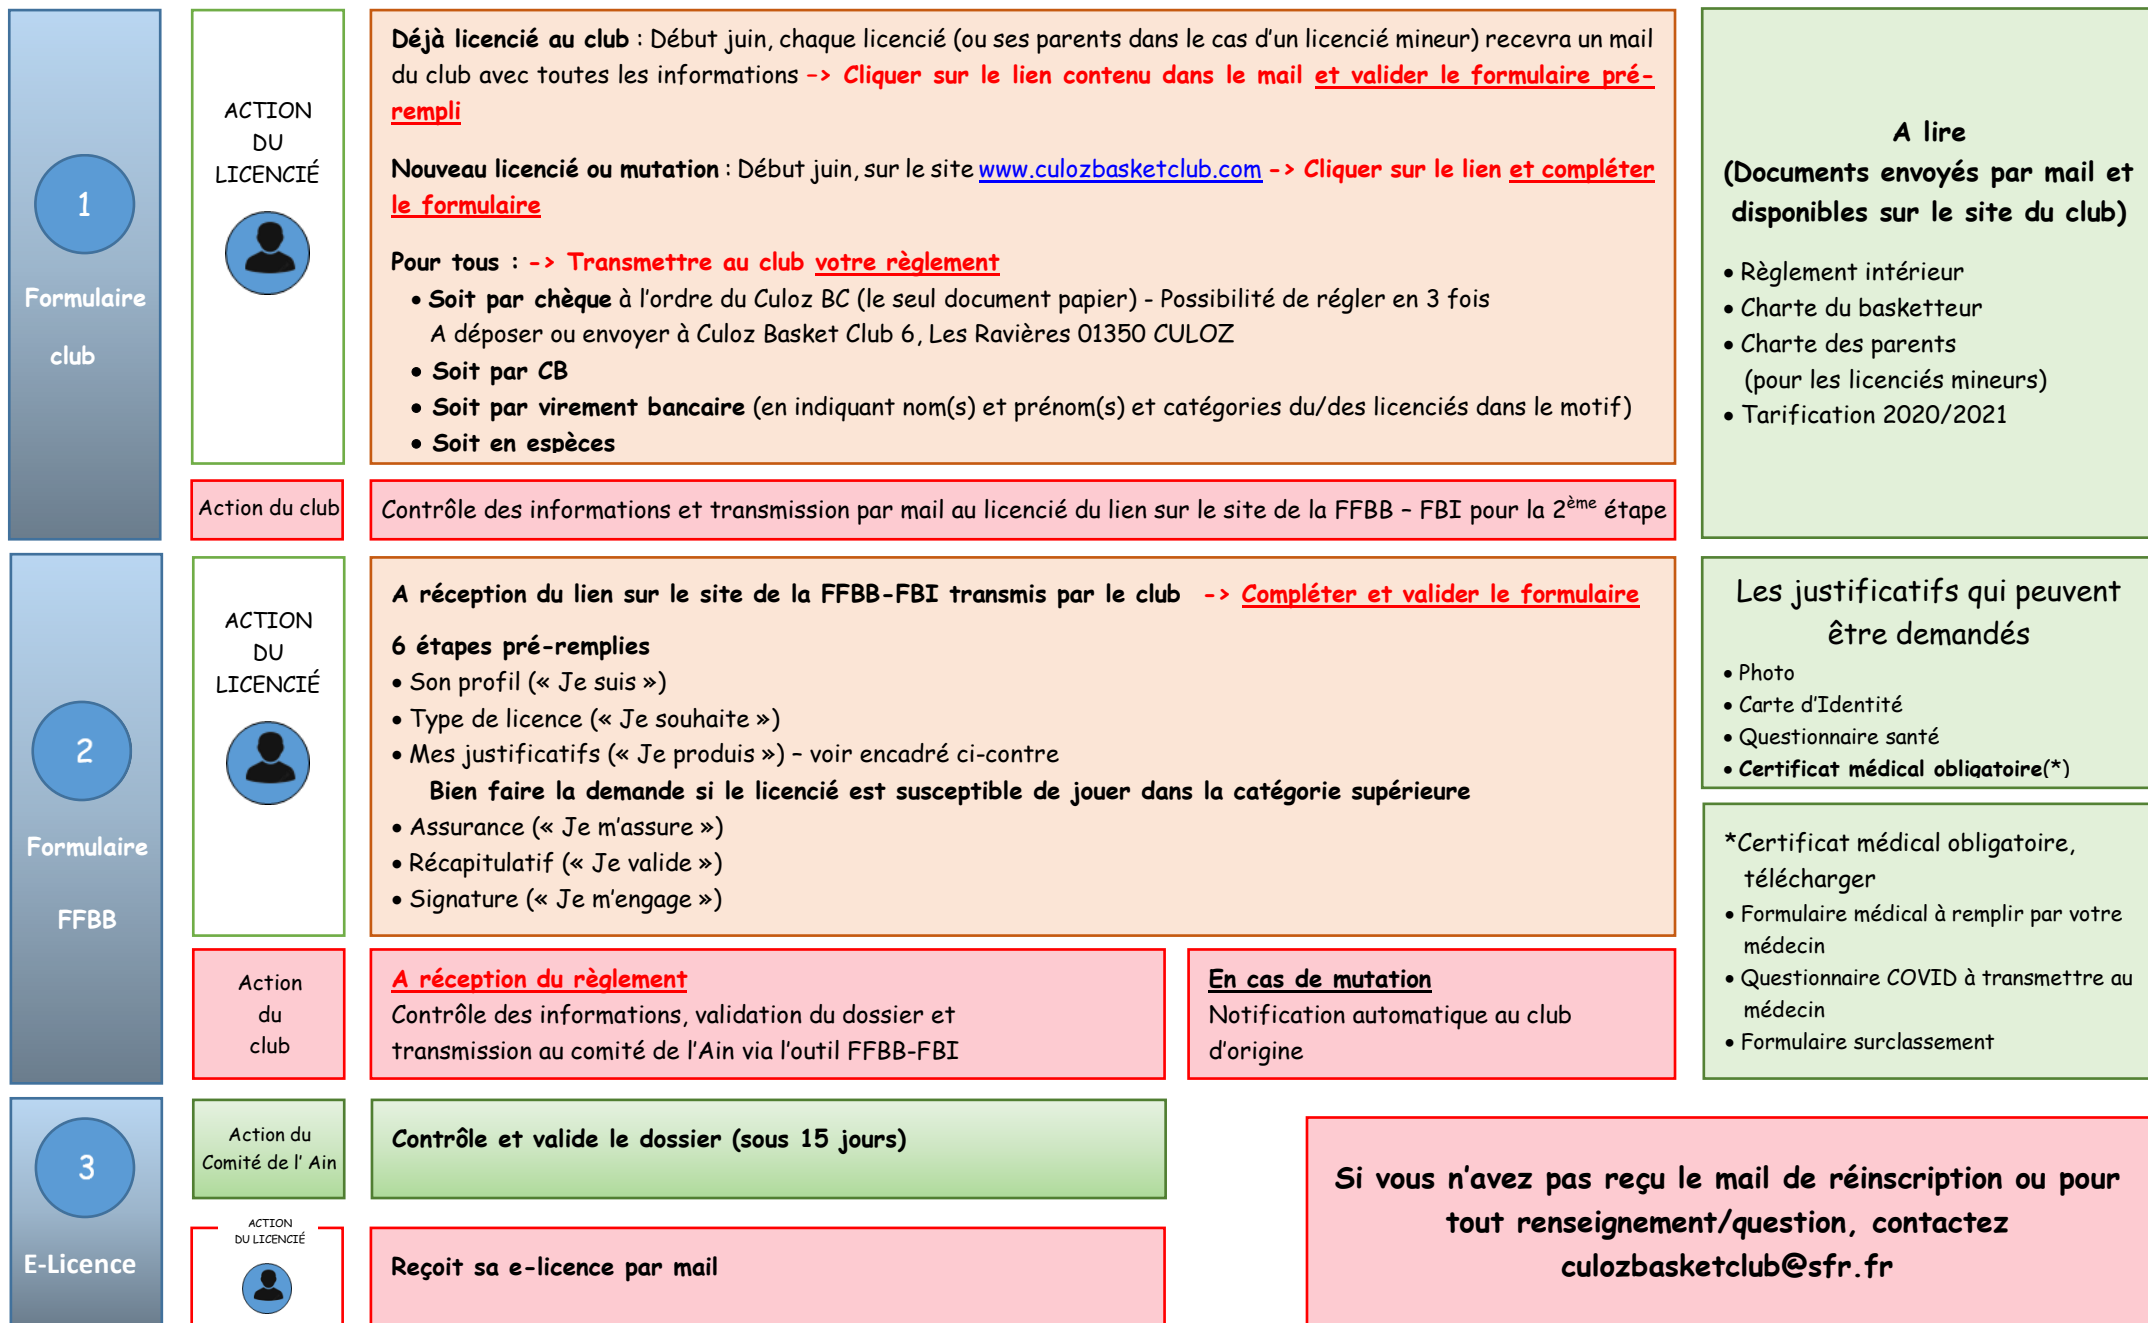 1
Formulaire
club
ACTION
DU
LICENCIÉ
Déjà licencié au club : Début juin, chaque licencié (ou ses parents dans le cas d’un licencié mineur) recevra un mail
du club avec toutes les informations –> Cliquer sur le lien contenu dans le mail et valider le formulaire pré-
rempli
Nouveau licencié ou mutation : Début juin, sur le site www.culozbasketclub.com -> Cliquer sur le lien et compléter
le formulaire
Pour tous : -> Transmettre au club votre règlement
• Soit par chèque à l’ordre du Culoz BC (le seul document papier) - Possibilité de régler en 3 fois
A déposer ou envoyer à Culoz Basket Club 6, Les Ravières 01350 CULOZ
• Soit par CB
• Soit par virement bancaire (en indiquant nom(s) et prénom(s) et catégories du/des licenciés dans le motif)
• Soit en espèces
A lire
(Documents envoyés par mail et
disponibles sur le site du club)
• Règlement intérieur
• Charte du basketteur
• Charte des parents
(pour les licenciés mineurs)
• Tarification 2020/2021
Action du club
Contrôle des informations et transmission par mail au licencié du lien sur le site de la FFBB – FBI pour la 2ème étape
2
Formulaire
FFBB
ACTION
DU
LICENCIÉ
A réception du lien sur le site de la FFBB-FBI transmis par le club -> Compléter et valider le formulaire
6 étapes pré-remplies
• Son profil (« Je suis »)
• Type de licence (« Je souhaite »)
• Mes justificatifs (« Je produis ») – voir encadré ci-contre
Bien faire la demande si le licencié est susceptible de jouer dans la catégorie supérieure
• Assurance (« Je m’assure »)
• Récapitulatif (« Je valide »)
• Signature (« Je m’engage »)
Les justificatifs qui peuvent
être demandés
• Photo
• Carte d’Identité
• Questionnaire santé
• Certificat médical obligatoire(*)
*Certificat médical obligatoire,
télécharger
• Formulaire médical à remplir par votre
médecin
• Questionnaire COVID à transmettre au
médecin
• Formulaire surclassement
Action
du
club
A réception du règlement
Contrôle des informations, validation du dossier et
transmission au comité de l’Ain via l’outil FFBB-FBI
En cas de mutation
Notification automatique au club
d’origine
3
E-Licence
Action du
Comité de l’ Ain
Contrôle et valide le dossier (sous 15 jours)
ACTION
DU LICENCIÉ
Reçoit sa e-licence par mail
Si vous n’avez pas reçu le mail de réinscription ou pour
tout renseignement/question, contactez
culozbasketclub@sfr.fr